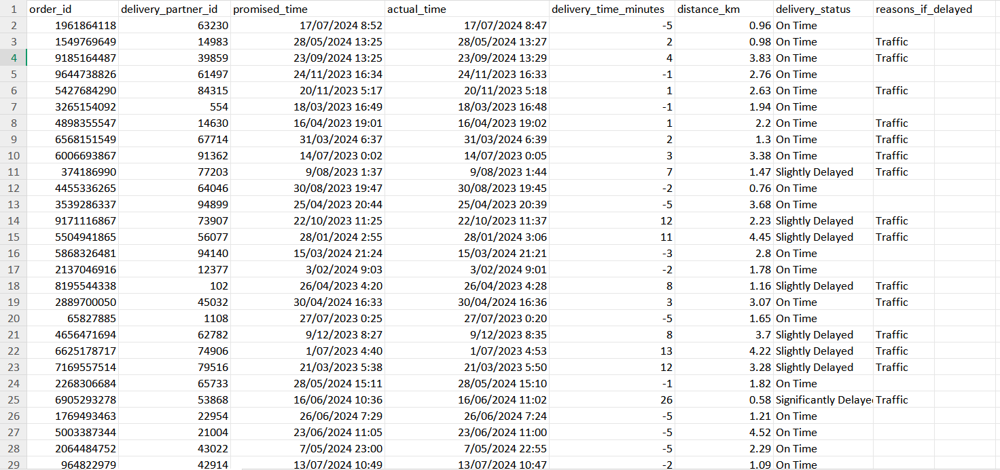 1 order_id delivery_partner_id promised_time actual_time delivery_time_minutes distance_km delivery_status reasons_if_delayed
2 1961864118 63230 17/07/2024 8:52 17/07/2024 8:47 -5 0.96 On Time
3 1549769649 14983 28/05/2024 13:25 28/05/2024 13:27 2 0.98 On Time Traffic
4 9185164487 39859 23/09/2024 13:25 23/09/2024 13:29 4 3.83 On Time Traffic
5 9644738826 61497 24/11/2023 16:34 24/11/2023 16:33 -1 2.76 On Time
6 5427684290 84315 20/11/2023 5:17 20/11/2023 5:18 1 2.63 On Time Traffic
7 3265154092 554 18/03/2023 16:49 18/03/2023 16:48 -1 1.94 On Time
8 4898355547 14630 16/04/2023 19:01 16/04/2023 19:02 1 2.2 On Time Traffic
9 6568151549 67714 31/03/2024 6:37 31/03/2024 6:39 2 1.3 On Time Traffic
10 6006693867 91362 14/07/2023 0:02 14/07/2023 0:05 3 3.38 On Time Traffic
11 374186990 77203 9/08/2023 1:37 9/08/2023 1:44 7 1.47 Slightly Delayed Traffic
12 4455336265 64046 30/08/2023 19:47 30/08/2023 19:45 -2 0.76 On Time
13 3539286337 94899 25/04/2023 20:44 25/04/2023 20:39 -5 3.68 On Time
14 9171116867 73907 22/10/2023 11:25 22/10/2023 11:37 12 2.23 Slightly Delayed Traffic
15 5504941865 56077 28/01/2024 2:55 28/01/2024 3:06 11 4.45 Slightly Delayed Traffic
16 5868326481 94140 15/03/2024 21:24 15/03/2024 21:21 -3 2.8 On Time
17 2137046916 12377 3/02/2024 9:03 3/02/2024 9:01 -2 1.78 On Time
18 8195544338 102 26/04/2023 4:20 26/04/2023 4:28 8 1.16 Slightly Delayed Traffic
19 2889700050 45032 30/04/2024 16:33 30/04/2024 16:36 3 3.07 On Time Traffic
20 65827885 1108 27/07/2023 0:25 27/07/2023 0:20 -5 1.65 On Time
21 4656471694 62782 9/12/2023 8:27 9/12/2023 8:35 8 3.7 Slightly Delayed Traffic
22 6625178717 74906 1/07/2023 4:40 1/07/2023 4:53 13 4.22 Slightly Delayed Traffic
23 7169557514 79516 21/03/2023 5:38 21/03/2023 5:50 12 3.28 Slightly Delayed Traffic
24 2268306684 65733 28/05/2024 15:11 28/05/2024 15:10 -1 1.82 On Time
25 6905293278 53868 16/06/2024 10:36 16/06/2024 11:02 26 0.58 Significantly Delaye Traffic
26 1769493463 22954 26/06/2024 7:29 26/06/2024 7:24 -5 1.21 On Time
27 5003387344 21004 23/06/2024 11:05 23/06/2024 11:00 -5 4.52 On Time
28 2064484752 43022 7/05/2024 23:00 7/05/2024 22:55 -5 2.29 On Time
29 964822979 42914 13/07/2024 10:49 13/07/2024 10:47 -2 1.09 On Time